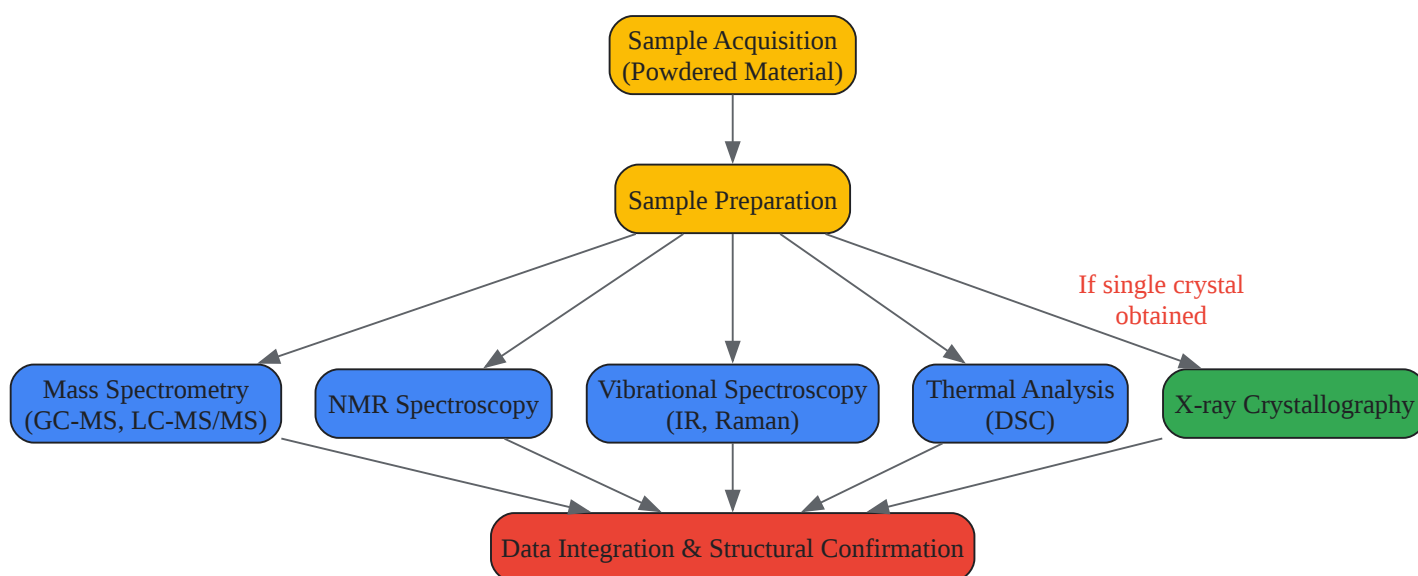 Sample Acquisition
(Powdered Material)
Sample Preparation
If single crystal
obtained
Mass Spectrometry
(GC-MS, LC-MS/MS)
NMR Spectroscopy
Vibrational Spectroscopy
(IR, Raman)
Thermal Analysis
(DSC)
X-ray Crystallography
Data Integration & Structural Confirmation